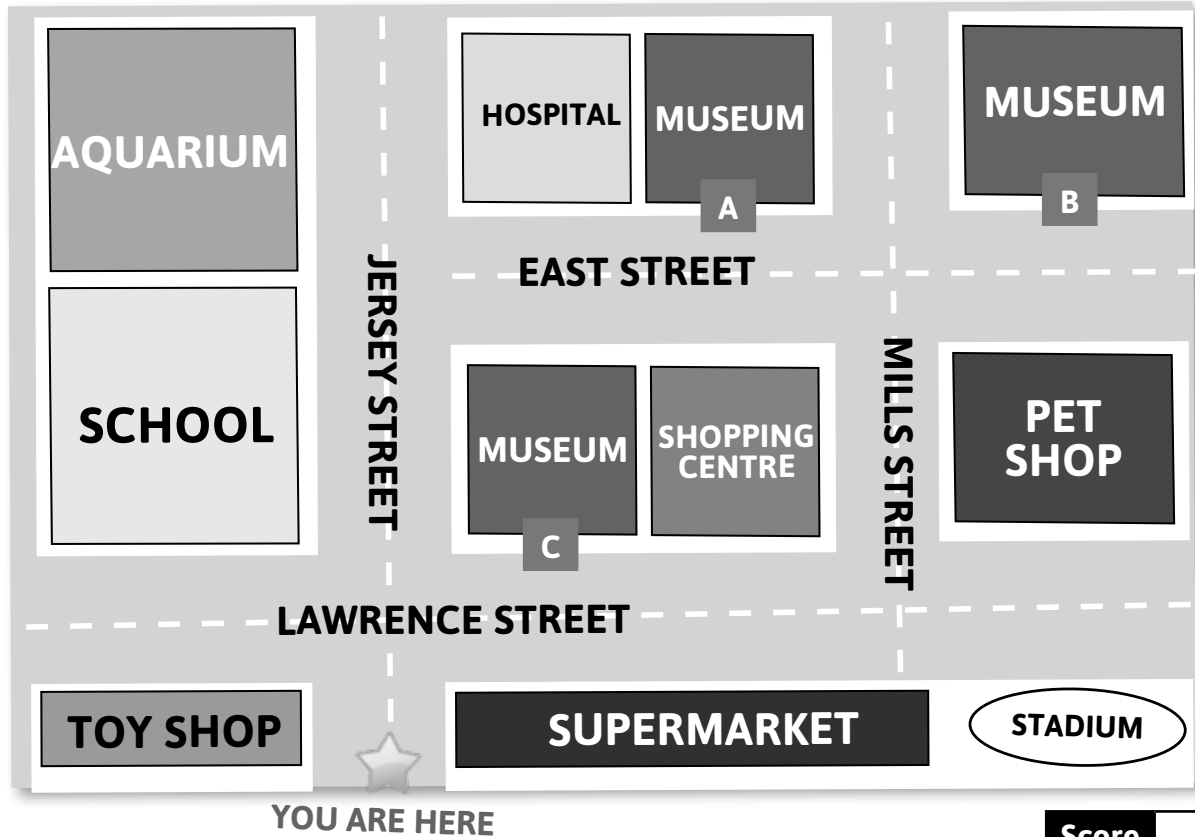 AQUARIUM
HOSPITAL
MUSEUM
A
MUSEUM
B
EAST STREET
JERSEY STREET
SCHOOL
MUSEUM
C
SHOPPING
CENTRE
MILLS STREET
PET
SHOP
LAWRENCE STREET
TOY SHOP
SUPERMARKET
STADIUM
YOU ARE HERE
Score